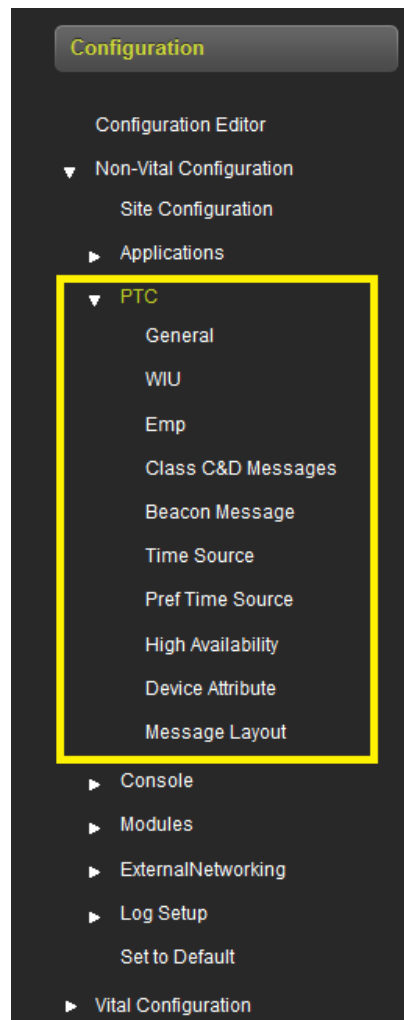 Configuration
Configuration Editor
Non-Vital Configuration
Site Configuration
Applications
PTC
General
WIU
Emp
Class C&D Messages
Beacon Message
Time Source
Pref Time Source
High Availability
Device Attribute
Message Layout
Console
Modules
ExternalNetworking
Log Setup
Set to Default
Vital Configuration